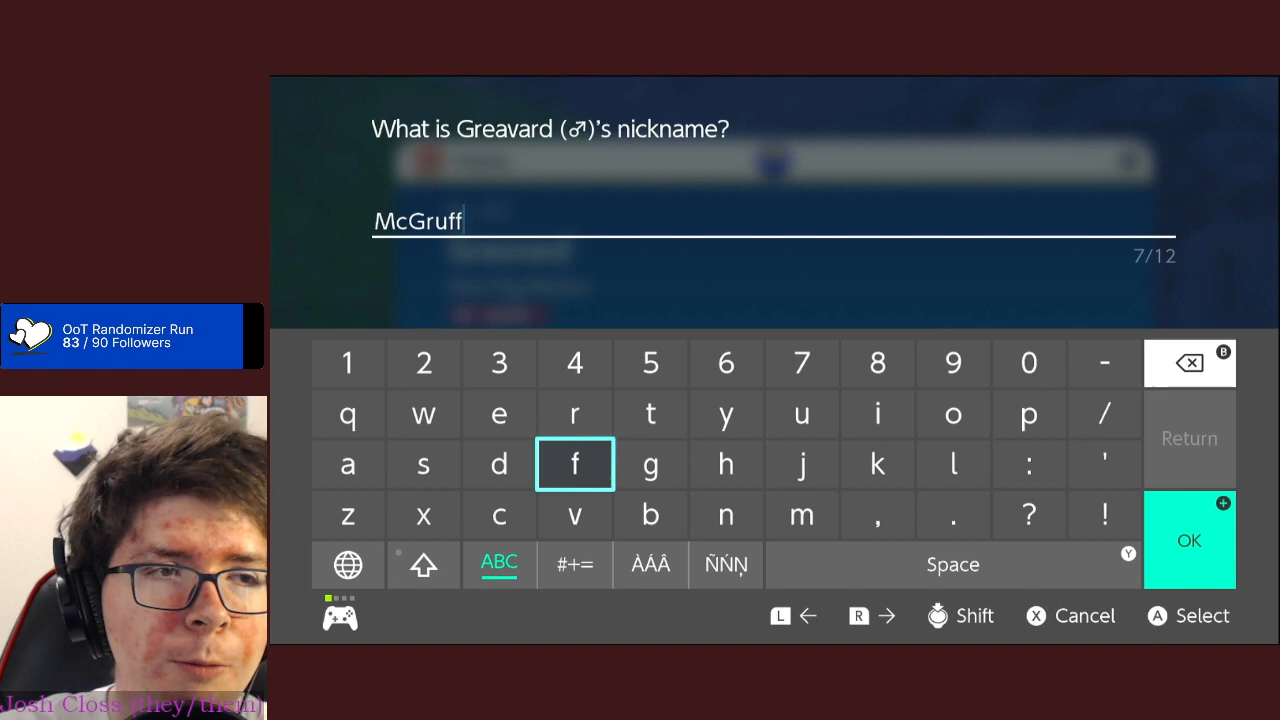 What is Greavard (♂)'s nickname?
McGruff
7/12
OoT Randomizer Run
83 / 90 Followers
1 2 3 4 5 6 7 8 9 0 - B
q w e r t y u i o p / Return
a s d f g h j k l : '
z x c v b n m , . ? ! + OK
ABC #+= ÀÁÂ ÑŃŅ Space Y
L ← R → Shift X Cancel A Select
Josh Closs (they/them)